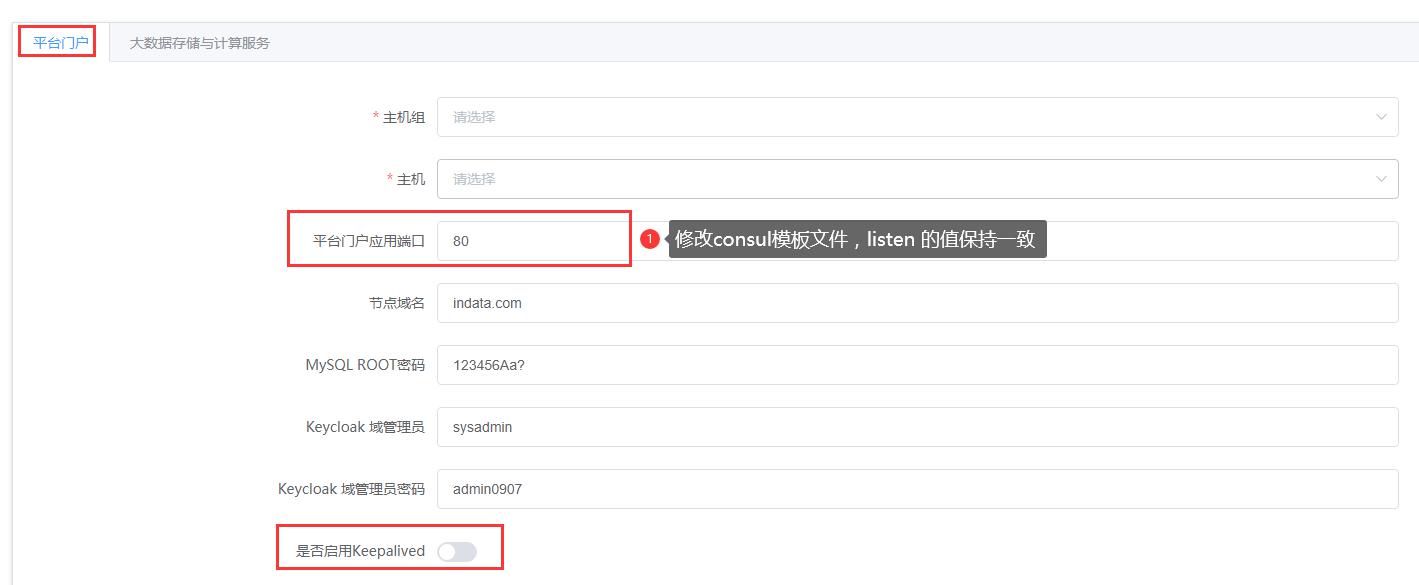 平台门户 大数据存储与计算服务
* 主机组 请选择
* 主机 请选择
平台门户应用端口 80 1 修改consul模板文件，listen 的值保持一致
节点域名 indata.com
MySQL ROOT密码 123456Aa?
Keycloak 域管理员 sysadmin
Keycloak 域管理员密码 admin0907
是否启用Keepalived